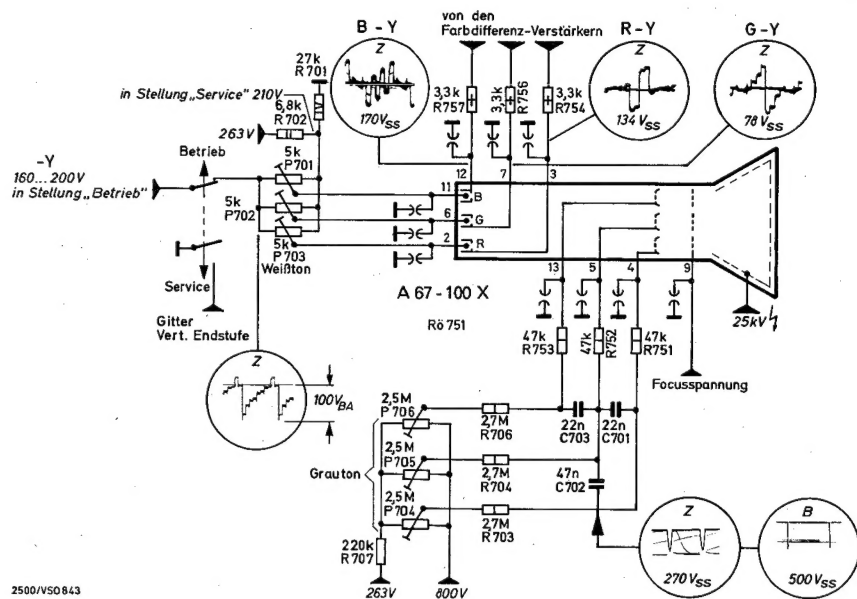 B - Y
von den
Farbdifferenz-Verstärkern
R - Y
G - Y
Z
170Vss
Z
134Vss
Z
78Vss
27k
R701
in Stellung „Service" 210V
6,8k
R702
263V
3,3k
R757
3,3k
R756
3,3k
R754
-Y
160...200V
in Stellung „Betrieb"
Betrieb
5k
P701
5k
P702
5k
P703
Weißton
Service
Gitter
Vert. Endstufe
12
7
3
11
B
6
G
2
R
13
5
4
9
A 67-100 X
Rö 751
25kV
47k
R753
47k
R752
47k
R751
Focusspannung
Z
100V BA
2,5M
P706
2,7M
R706
22n
C703
22n
C701
Grauton
2,5M
P705
2,7M
R704
47n
C702
2,5M
P704
2,7M
R703
220k
R707
263V
800V
Z
270Vss
B
500Vss
2500/VS0843